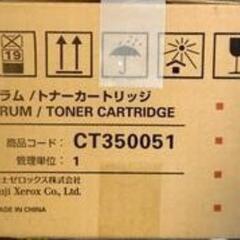 19
ラム /トナーカートリッジ
RUM / TONER CARTRIDGE
商品コード： CT350051
管理単位： 1
士ゼロックス株式会社
uji Xerox Co., Ltd.
MADE IN CHINA